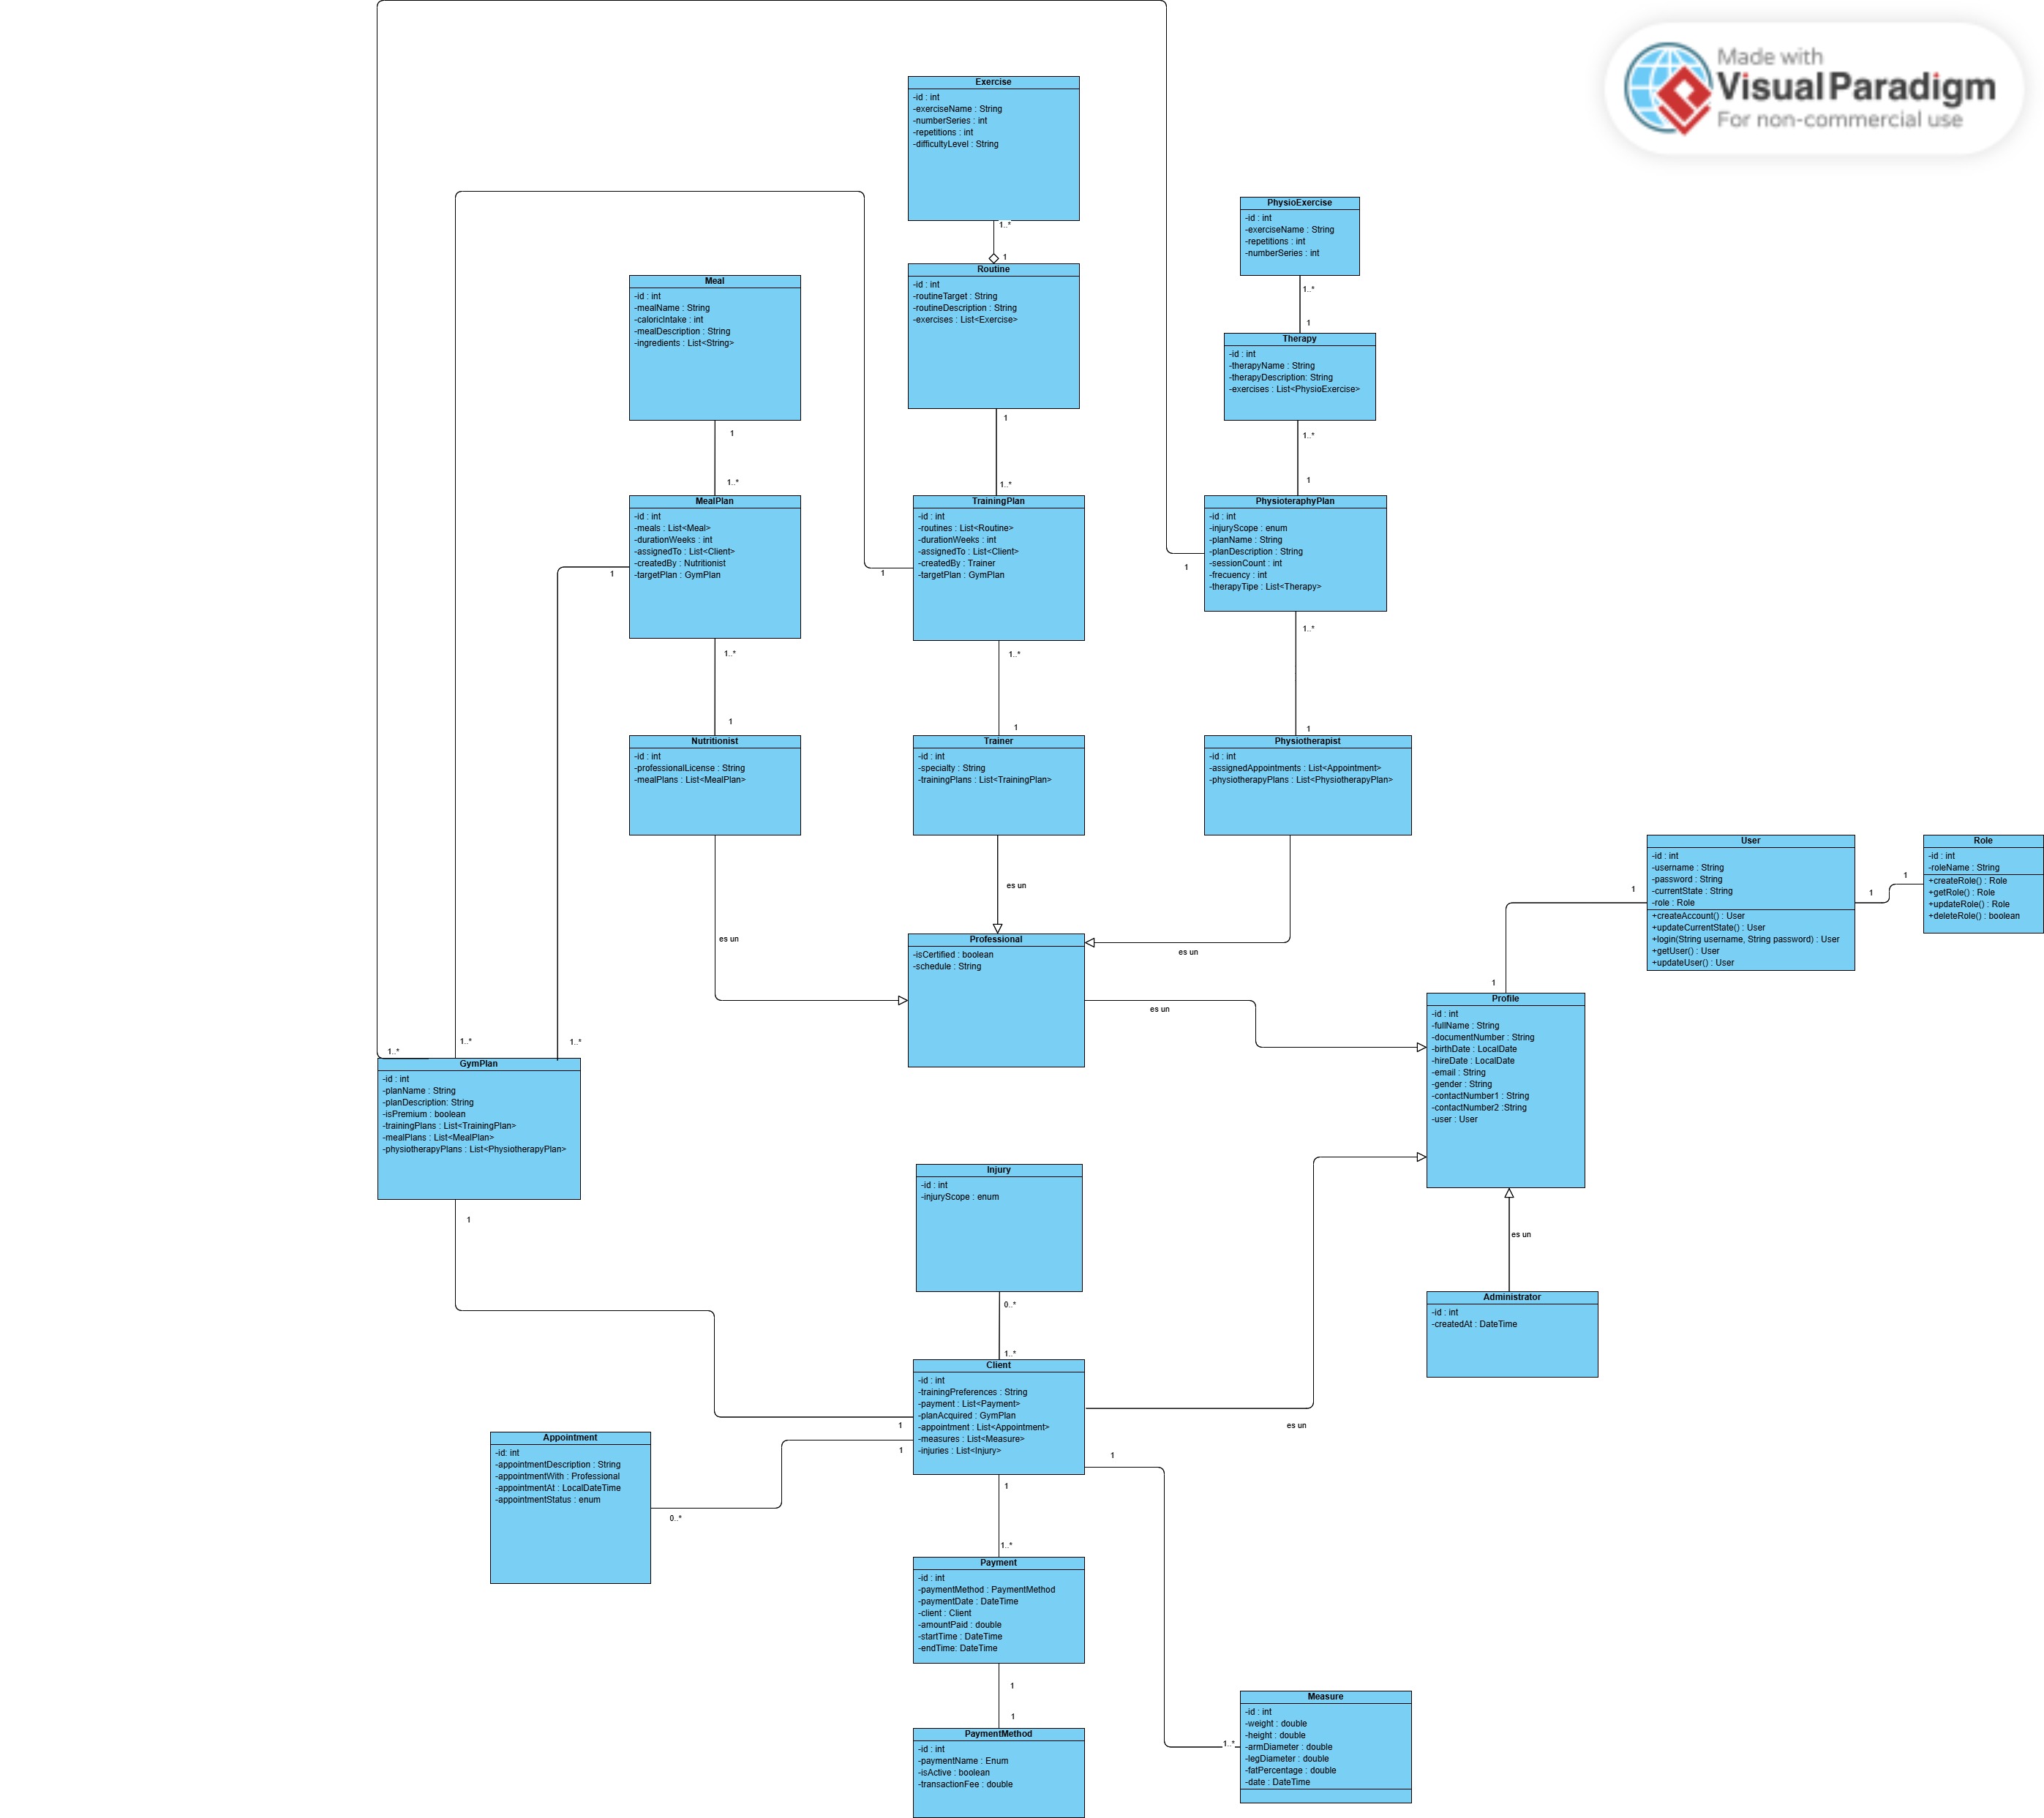 Made with
Visual Paradigm
For non-commercial use
Exercise
-id : int
-exerciseName : String
-numberSeries : int
-repetitions : int
-difficultyLevel : String
1..*
1
Routine
-id : int
-routineTarget : String
-routineDescription : String
-exercises : List<Exercise>
1
1..*
PhysioExercise
-id : int
-exerciseName : String
-repetitions : int
-numberSeries : int
1..*
1
Therapy
-id : int
-therapyName : String
-therapyDescription: String
-exercises : List<PhysioExercise>
1..*
1
Meal
-id : int
-mealName : String
-caloricIntake : int
-mealDescription : String
-ingredients : List<String>
1
1..*
MealPlan
-id : int
-meals : List<Meal>
-durationWeeks : int
-assignedTo : List<Client>
-createdBy : Nutritionist
-targetPlan : GymPlan
1
1..*
1
TrainingPlan
-id : int
-routines : List<Routine>
-durationWeeks : int
-assignedTo : List<Client>
-createdBy : Trainer
-targetPlan : GymPlan
1
1..*
1
PhysioteraphyPlan
-id : int
-injuryScope : enum
-planName : String
-planDescription : String
-sessionCount : int
-frecuency : int
-therapyTipe : List<Therapy>
1
1..*
1
Nutritionist
-id : int
-professionalLicense : String
-mealPlans : List<MealPlan>
es un
Trainer
-id : int
-specialty : String
-trainingPlans : List<TrainingPlan>
es un
Physiotherapist
-id : int
-assignedAppointments : List<Appointment>
-physiotherapyPlans : List<PhysiotherapyPlan>
es un
Professional
-isCertified : boolean
-schedule : String
es un
User
-id : int
-username : String
-password : String
-currentState : String
-role : Role
+createAccount() : User
+updateCurrentState() : User
+login(String username, String password) : User
+getUser() : User
+updateUser() : User
1
1
1
1
Role
-id : int
-roleName : String
+createRole() : Role
+getRole() : Role
+updateRole() : Role
+deleteRole() : boolean
Profile
-id : int
-fullName : String
-documentNumber : String
-birthDate : LocalDate
-hireDate : LocalDate
-email : String
-gender : String
-contactNumber1 : String
-contactNumber2 :String
-user : User
es un
Administrator
-id : int
-createdAt : DateTime
1..*
1..*
1..*
GymPlan
-id : int
-planName : String
-planDescription: String
-isPremium : boolean
-trainingPlans : List<TrainingPlan>
-mealPlans : List<MealPlan>
-physiotherapyPlans : List<PhysiotherapyPlan>
1
Injury
-id : int
-injuryScope : enum
0..*
1..*
Client
-id : int
-trainingPreferences : String
-payment : List<Payment>
-planAcquired : GymPlan
-appointment : List<Appointment>
-measures : List<Measure>
-injuries : List<Injury>
1
1
es un
1
1
Appointment
-id: int
-appointmentDescription : String
-appointmentWith : Professional
-appointmentAt : LocalDateTime
-appointmentStatus : enum
0..*
1..*
Payment
-id : int
-paymentMethod : PaymentMethod
-paymentDate : DateTime
-client : Client
-amountPaid : double
-startTime : DateTime
-endTime: DateTime
1
1
PaymentMethod
-id : int
-paymentName : Enum
-isActive : boolean
-transactionFee : double
1..*
Measure
-id : int
-weight : double
-height : double
-armDiameter : double
-legDiameter : double
-fatPercentage : double
-date : DateTime